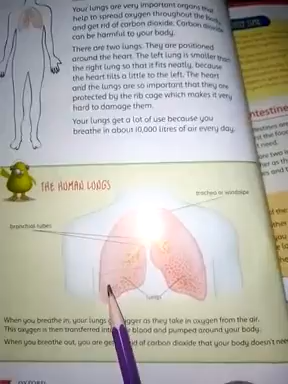 Your lungs are very important organs that
help to spread oxygen throughout the body
and get rid of carbon dioxide. Carbon dioxide
can be harmful to your body.
There are two lungs. They are positioned
around the heart. The left lung is smaller than
the right lung so that it fits neatly, because
the heart tilts a little to the left. The heart
and the lungs are so important that they are
protected by the rib cage which makes it very
hard to damage them.
Your lungs get a lot of use because you
breathe in about 10,000 litres of air every day.
THE HUMAN LUNGS
trachea or windpipe
bronchial tubes
lungs
When you breathe in, your lungs get bigger as they take in oxygen from the air.
This oxygen is then transferred into blood and pumped around your body.
When you breathe out, you are get rid of carbon dioxide that your body doesn't need